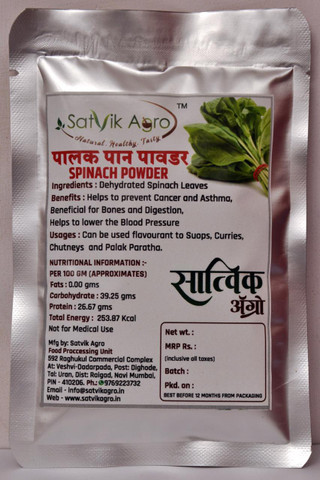 SatVik Agro TM
Natural, Healthy, Tasty
पालक पान पावडर
SPINACH POWDER
Ingredients : Dehydrated Spinach Leaves
Benefits : Helps to prevent Cancer and Asthma,
Beneficial for Bones and Digestion,
Helps to lower the Blood Pressure
Usages : Can be used flavourant to Suops, Curries,
Chutneys and Palak Paratha.
NUTRITIONAL INFORMATION :-
PER 100 GM (APPROXIMATES)
Fats : 0.00 gms
Carbohydrate : 39.25 gms
Protein : 26.67 gms
Total Energy : 253.87 Kcal
Not for Medical Use
Mfg by: Satvik Agro
Food Proccessing Unit
592 Raghukul Commercial Complex
At: Veshvi-Dadarpada, Post: Dighode,
Tal: Uran, Dist: Raigad, Navi Mumbai,
PIN - 410206. Ph.: 9769223732
Email - info@satvikagro.in
Web - www.satvikagro.in
सात्विक
ॲग्रो
Net wt. :
MRP Rs. :
(inclusive all taxes)
Batch :
Pkd. on :
BEST BEFORE 12 MONTHS FROM PACKAGING